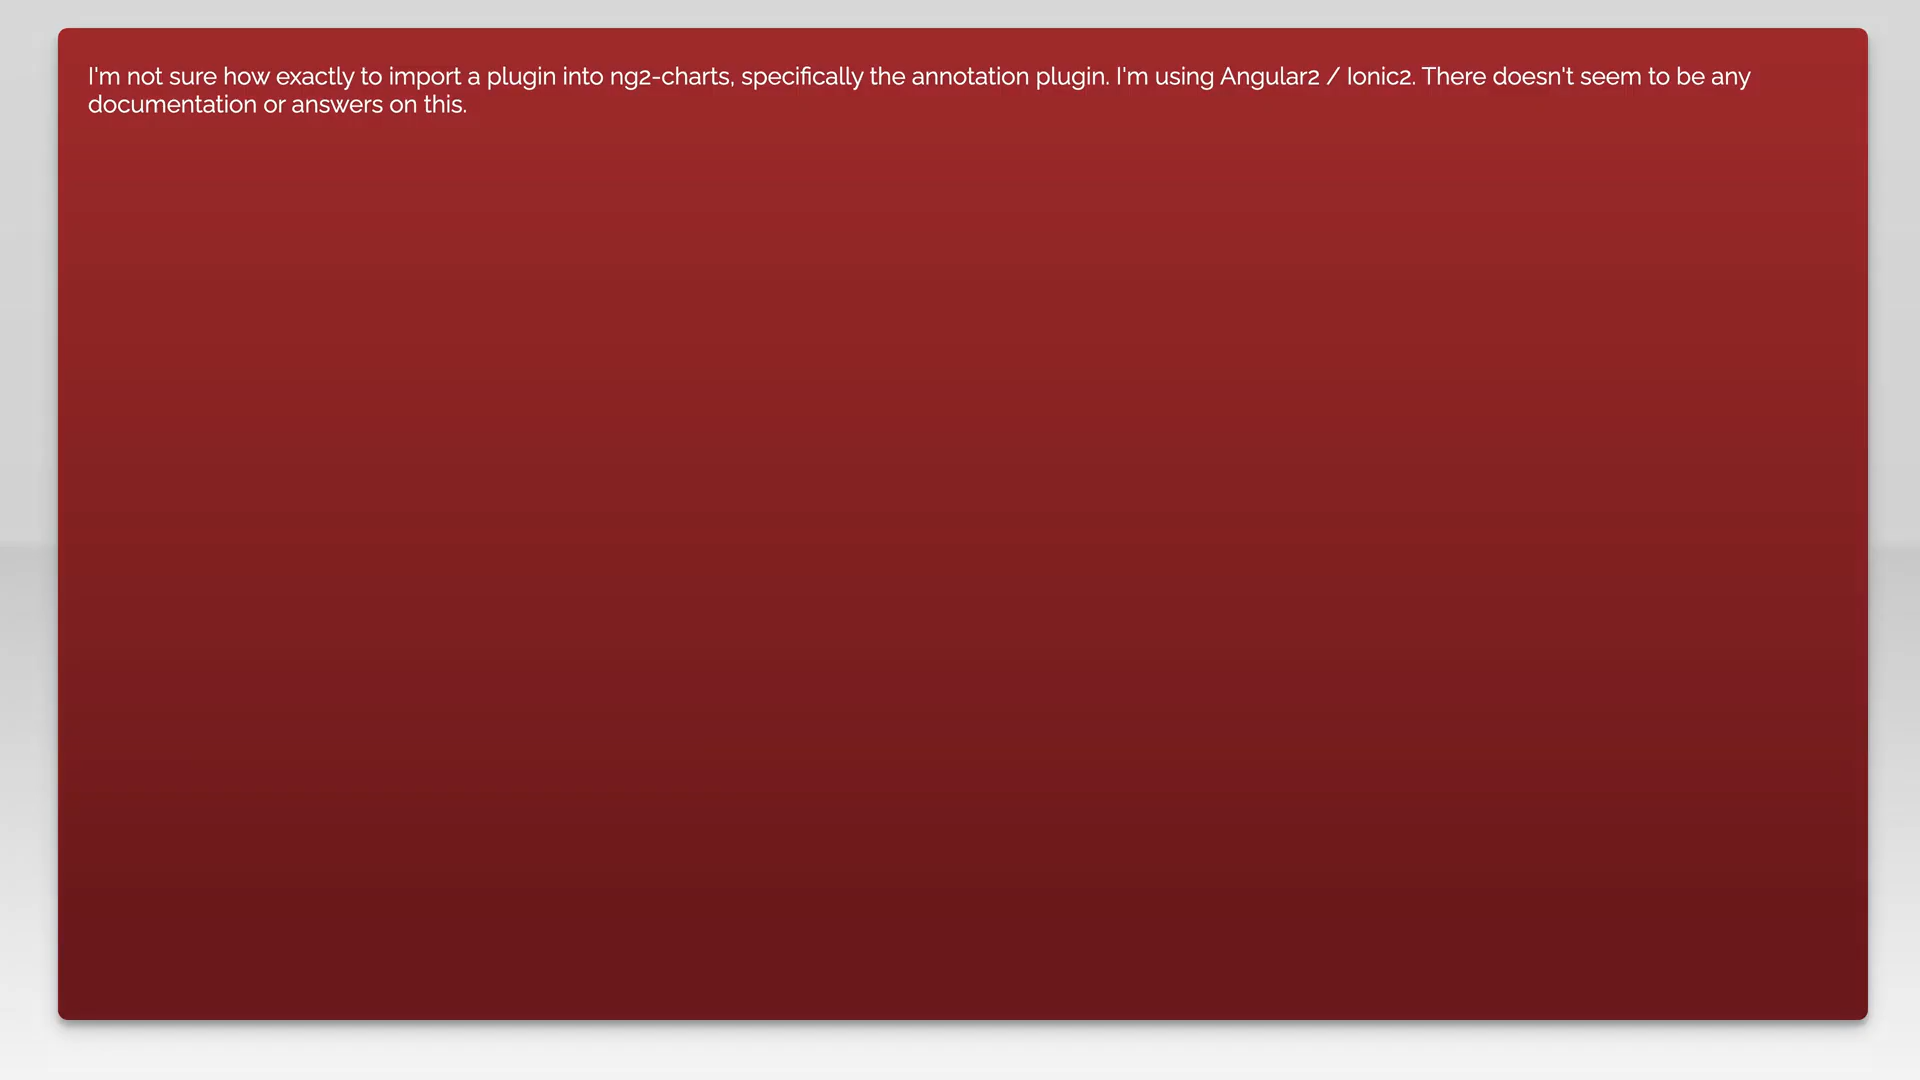 I'm not sure how exactly to import a plugin into ng2-charts, specifically the annotation plugin. I'm using Angular2 / Ionic2. There doesn't seem to be any
documentation or answers on this.